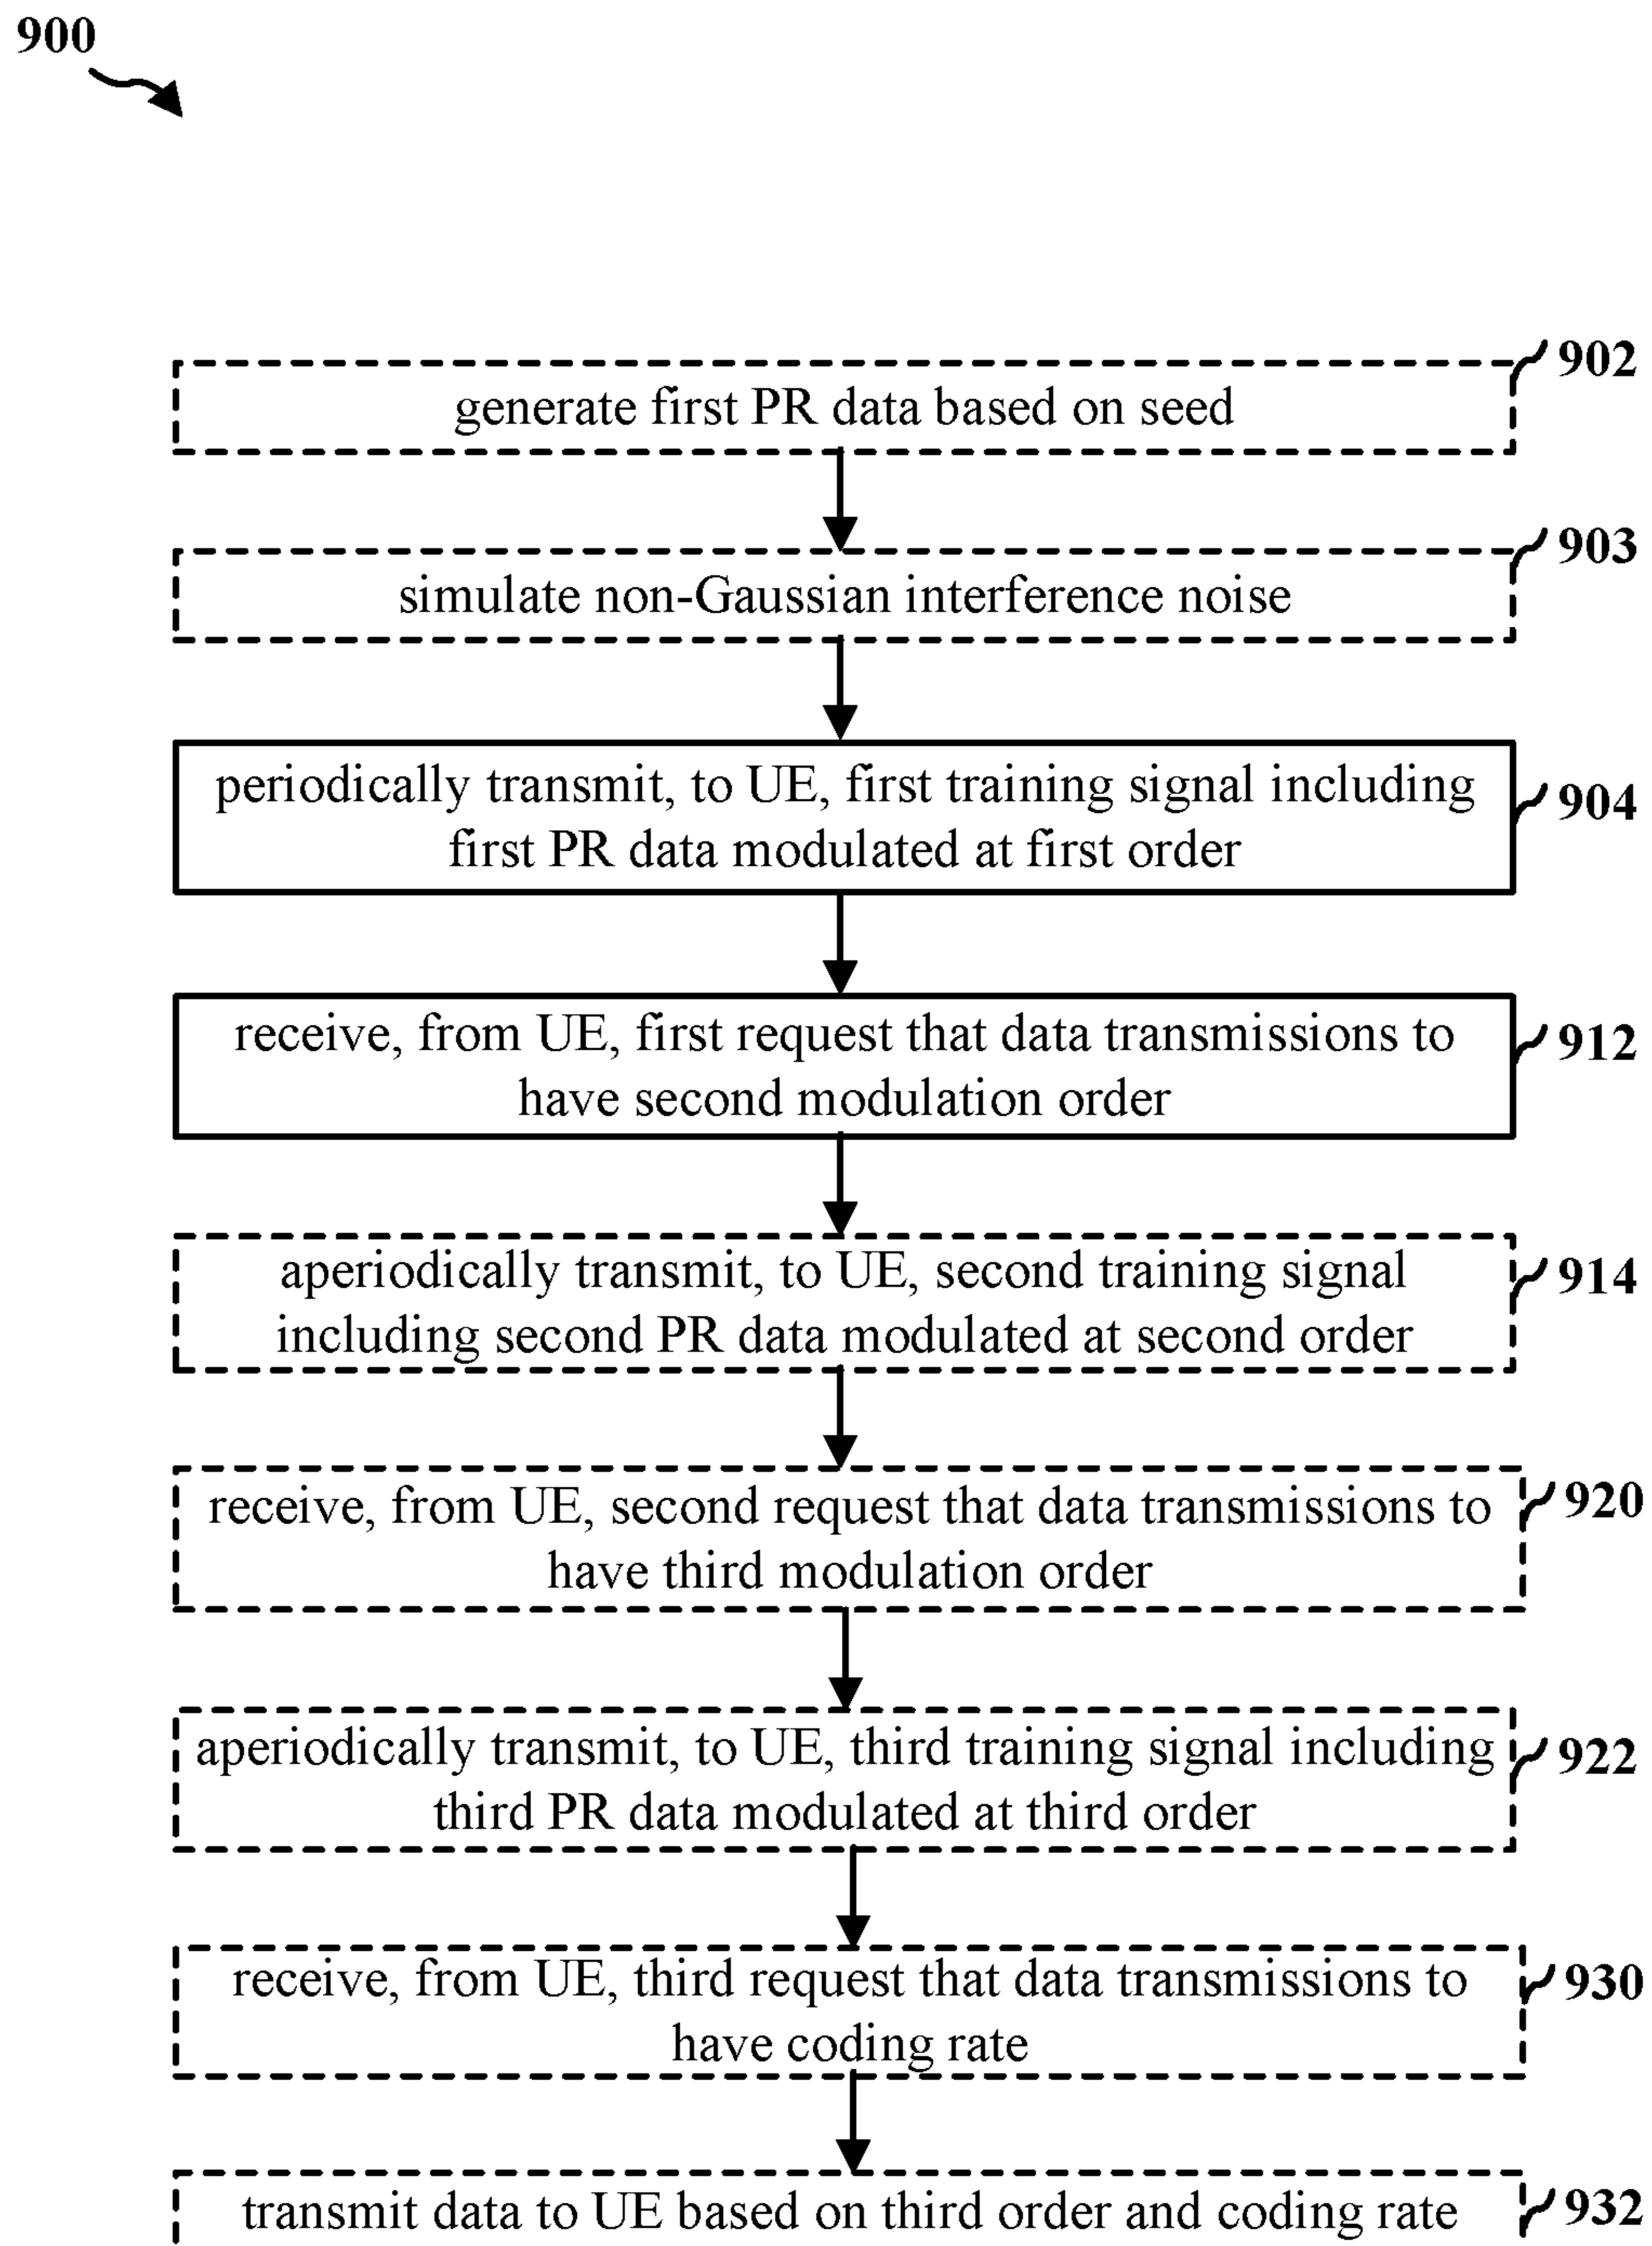 900
902
generate first PR data based on seed
903
simulate non-Gaussian interference noise
periodically transmit, to UE, first training signal including
904
first PR data modulated at first order
receive, from UE, first request that data transmissions to
912
have second modulation order
aperiodically transmit, to UE, second training signal
914
including second PR data modulated at second order
receive, from UE, second request that data transmissions to
920
have third modulation order
aperiodically transmit, to UE, third training signal including
922
third PR data modulated at third order
receive, from UE, third request that data transmissions to
930
have coding rate
transmit data to UE based on third order and coding rate
932